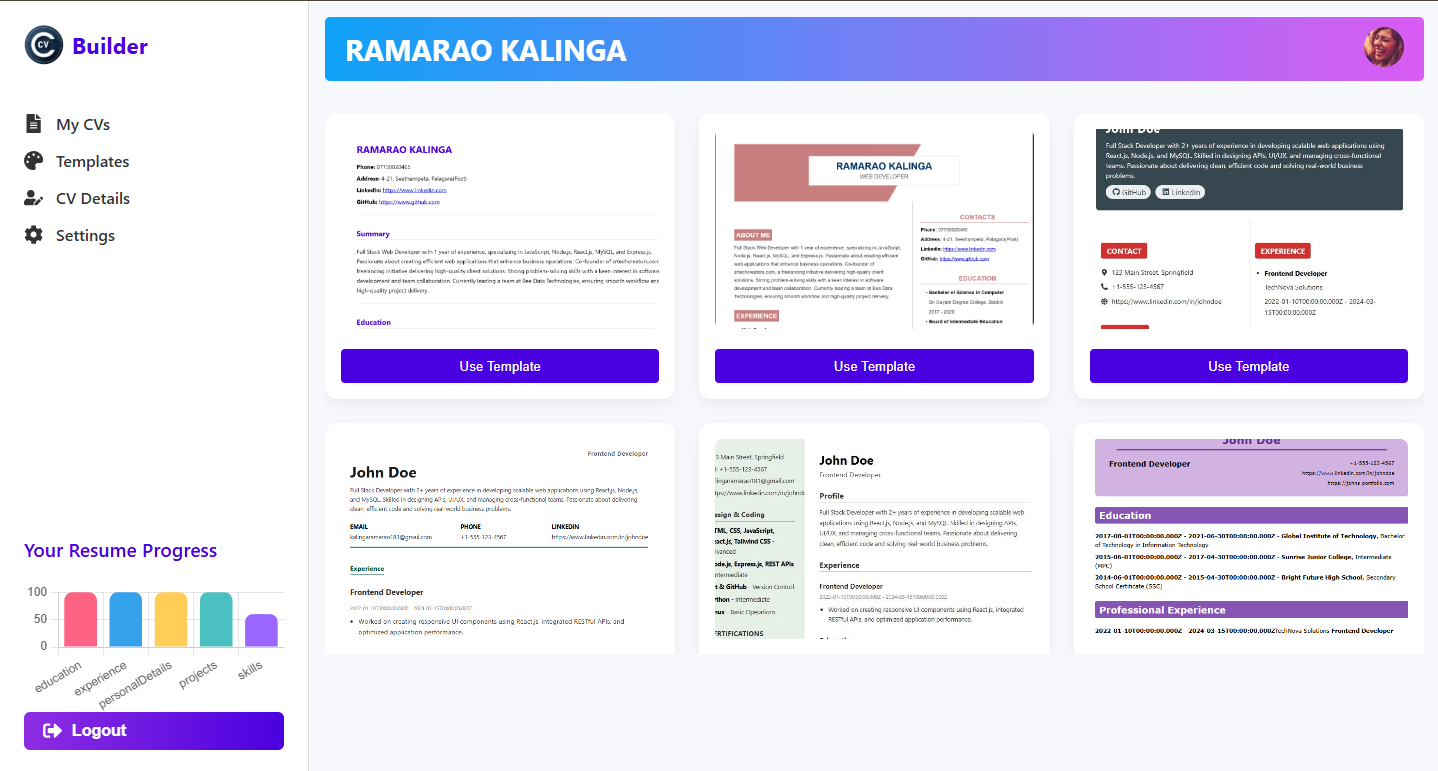 CV
Builder
My CVs
Templates
CV Details
Settings
Your Resume Progress
100
50
0
education
experience
personalDetails
projects
skills
Logout
RAMARAO KALINGA
RAMARAO KALINGA
Phone: 07730020465
Address: 4-21, Seethampeta, Palagara(Post)
LinkedIn: https://www.linkedin.com
GitHub: https://www.github.com
Summary
Full Stack Web Developer with 1 year of experience, specializing in JavaScript, Node.js, React.js, MySQL, and Express.js.
Passionate about creating efficient web applications that enhance business operations. Co-founder of srtechcreators.com
freelancing initiative delivering high-quality client solutions. Strong problem-solving skills with a keen interest in software
development and team collaboration. Currently leading a team at Bee Data Technologies, ensuring smooth workflow and
high-quality project delivery.
Education
Use Template
RAMARAO KALINGA
WEB DEVELOPER
ABOUT ME
Full Stack Web Developer with 1 year of experience, specializing in JavaScript,
Node.js, React.js, MySQL, and Express.js. Passionate about creating efficient
web applications that enhance business operations. Co-founder of
srtechcreators.com, a freelancing initiative delivering high-quality client
solutions. Strong problem-solving skills with a keen interest in software
development and team collaboration. Currently leading a team at Bee Data
Technologies, ensuring smooth workflow and high-quality project delivery.
EXPERIENCE
CONTACTS
Phone: 07730020465
Address: 4-21, Seethampeta, Palagara(Post)
LinkedIn: https://www.linkedin.com
GitHub: https://www.github.com
EDUCATION
• Bachelor of Science in Computer
Sri Gayatri Degree College, Bobbili
2017 - 2020
• Board of Intermediate Education
Use Template
John Doe
Full Stack Developer with 2+ years of experience in developing scalable web applications using
React.js, Node.js, and MySQL. Skilled in designing APIs, UI/UX, and managing cross-functional
teams. Passionate about delivering clean, efficient code and solving real-world business
problems.
GitHub
LinkedIn
CONTACT
123 Main Street, Springfield
+1-555-123-4567
https://www.linkedin.com/in/johndoe
EXPERIENCE
• Frontend Developer
TechNova Solutions
2022-01-10T00:00:00.000Z - 2024-03-
15T00:00:00.000Z
Use Template
Frontend Developer
John Doe
Full Stack Developer with 2+ years of experience in developing scalable web applications using React.js, Node.js,
and MySQL. Skilled in designing APIs, UI/UX, and managing cross-functional teams. Passionate about delivering
clean, efficient code and solving real-world business problems.
EMAIL
PHONE
LINKEDIN
kalingaramarao181@gmail.com
+1-555-123-4567
https://www.linkedin.com/in/johndoe
Experience
Frontend Developer
2022-01-10T00:00:00.000Z - 2024-03-15T00:00:00.000Z
• Worked on creating responsive UI components using React.js, integrated RESTful APIs, and
optimized application performance.
3 Main Street, Springfield
: +1-555-123-4567
lingaramarao181@gmail.com
tps://www.linkedin.com/in/johndo
esign & Coding
TML, CSS, JavaScript,
eact.js, Tailwind CSS -
lvanced
ode.js, Express.js, REST APIs
ntermediate
t & GitHub - Version Control
ython - Intermediate
nux - Basic Operations
ERTIFICATIONS
John Doe
Frontend Developer
Profile
Full Stack Developer with 2+ years of experience in developing scalable web
applications using React.js, Node.js, and MySQL. Skilled in designing APIs,
UI/UX, and managing cross-functional teams. Passionate about delivering
clean, efficient code and solving real-world business problems.
Experience
Frontend Developer
2022-01-10T00:00:00.000Z - 2024-03-15T00:00:00.000Z
• Worked on creating responsive UI components using React.js, integrated
RESTful APIs, and optimized application performance.
John Doe
Frontend Developer
+1-555-123-4567
https://www.linkedin.com/in/johndoe
https://johns-portfolio.com
Education
2017-08-01T00:00:00.000Z - 2021-06-30T00:00:00.000Z - Global Institute of Technology, Bachelor
of Technology in Information Technology
2015-06-01T00:00:00.000Z - 2017-04-30T00:00:00.000Z - Sunrise Junior College, Intermediate
(MPC)
2014-06-01T00:00:00.000Z - 2015-04-30T00:00:00.000Z - Bright Future High School, Secondary
School Certificate (SSC)
Professional Experience
2022-01-10T00:00:00.000Z - 2024-03-15T00:00:00.000ZTechNova Solutions Frontend Developer